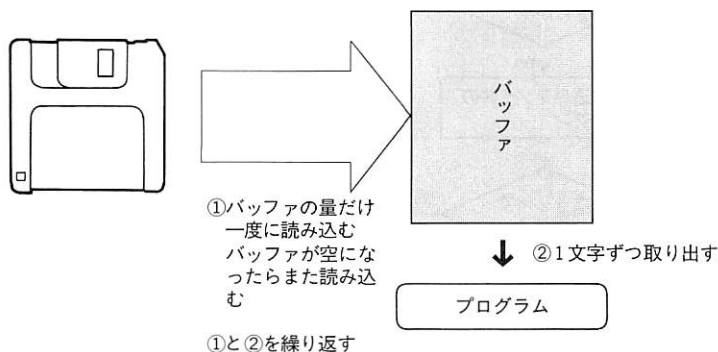 バッファ
①バッファの量だけ
一度に読み込む
バッファが空にな
ったらまた読み込
む
②1文字ずつ取り出す
プログラム
①と②を繰り返す